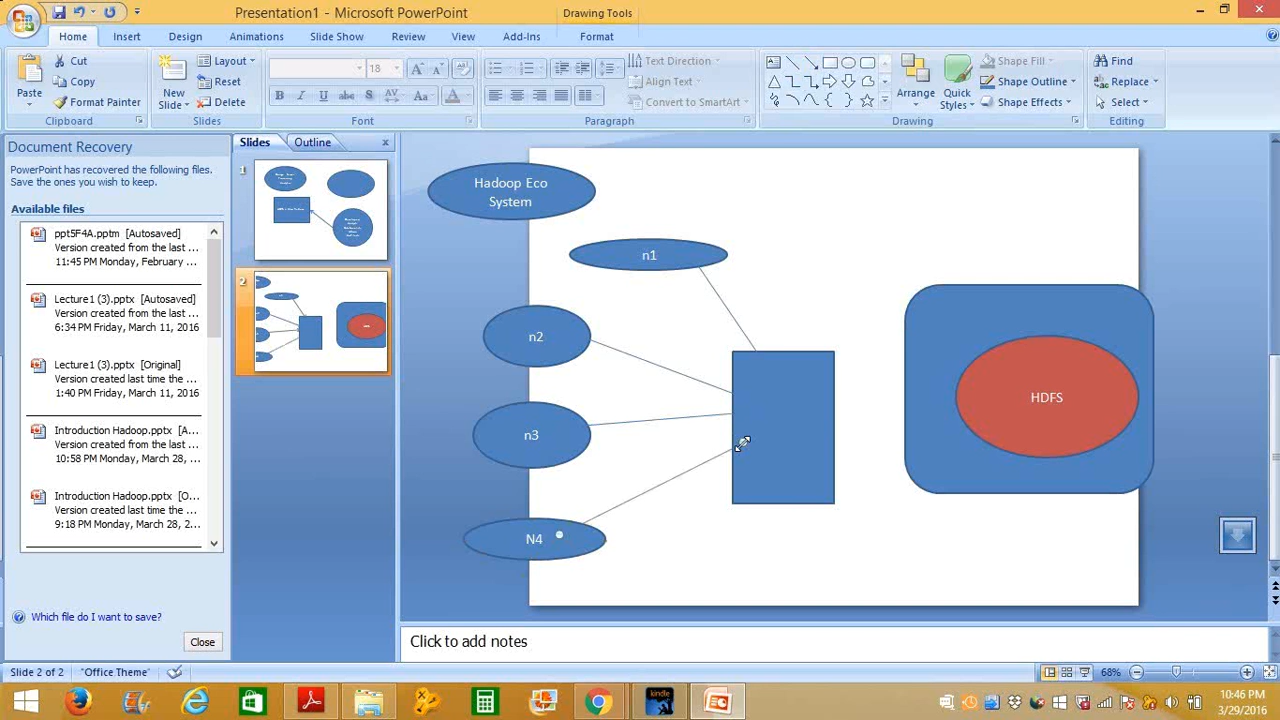 Presentation1 - Microsoft PowerPoint
Drawing Tools
Home Insert Design Animations Slide Show Review View Add-Ins Format
Paste
Cut
Copy
Format Painter
Clipboard
New Slide
Layout
Reset
Delete
Slides
18
Font
Text Direction
Align Text
Convert to SmartArt
Paragraph
Arrange
Quick Styles
Shape Fill
Shape Outline
Shape Effects
Drawing
Find
Replace
Select
Editing
Document Recovery
PowerPoint has recovered the following files.
Save the ones you wish to keep.
Available files
ppt5F4A.pptm [Autosaved]
Version created from the last ...
11:45 PM Monday, February ...
Lecture1 (3).pptx [Autosaved]
Version created from the last ...
6:34 PM Friday, March 11, 2016
Lecture1 (3).pptx [Original]
Version created last time the ...
1:40 PM Friday, March 11, 2016
Introduction Hadoop.pptx [A...
Version created from the last ...
10:58 PM Monday, March 28, ...
Introduction Hadoop.pptx [O...
Version created last time the ...
9:18 PM Monday, March 28, 2...
Which file do I want to save?
Close
Slides Outline
1
2
Hadoop Eco
System
n1
n2
n3
N4
HDFS
Click to add notes
Slide 2 of 2
"Office Theme"
68%
kindle
10:46 PM
3/29/2016